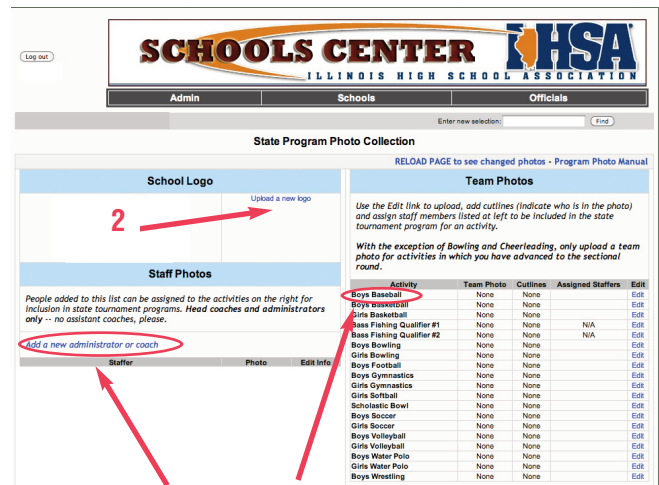 Log out
SCHOOLS CENTER
IHSA
ILLINOIS HIGH SCHOOL ASSOCIATION
Admin Schools Officials
Enter new selection: Find
State Program Photo Collection
RELOAD PAGE to see changed photos - Program Photo Manual
School Logo
Upload a new logo
2
Staff Photos
People added to this list can be assigned to the activities on the right for
inclusion in state tournament programs. Head coaches and administrators
only -- no assistant coaches, please.
Add a new administrator or coach
Staffer Photo Edit Info
Team Photos
Use the Edit link to upload, add cutlines (indicate who is in the photo)
and assign staff members listed at left to be included in the state
tournament program for an activity.
With the exception of Bowling and Cheerleading, only upload a team
photo for activities in which you have advanced to the sectional
round.
Activity Team Photo Cutlines Assigned Staffers Edit
Boys Baseball None None Edit
Boys Basketball None None Edit
Girls Basketball None None Edit
Bass Fishing Qualifier #1 None None N/A Edit
Bass Fishing Qualifier #2 None None N/A Edit
Boys Bowling None None Edit
Girls Bowling None None Edit
Boys Football None None Edit
Boys Gymnastics None None Edit
Girls Gymnastics None None Edit
Girls Softball None None Edit
Scholastic Bowl None None Edit
Boys Soccer None None Edit
Girls Soccer None None Edit
Boys Volleyball None None Edit
Girls Volleyball None None Edit
Boys Water Polo None None Edit
Girls Water Polo None None Edit
Boys Wrestling None None Edit